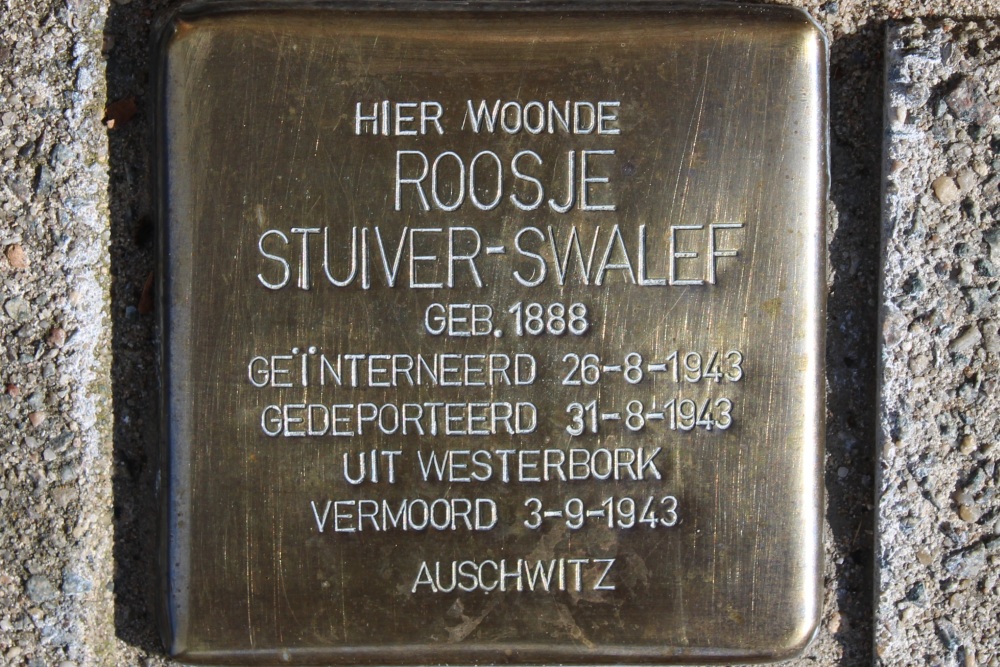 HIER WOONDE
ROOSJE
STUIVER-SWALEF
GEB. 1888
GEÏNTERNEERD 26-8-1943
GEDEPORTEERD 31-8-1943
UIT WESTERBORK
VERMOORD 3-9-1943
AUSCHWITZ